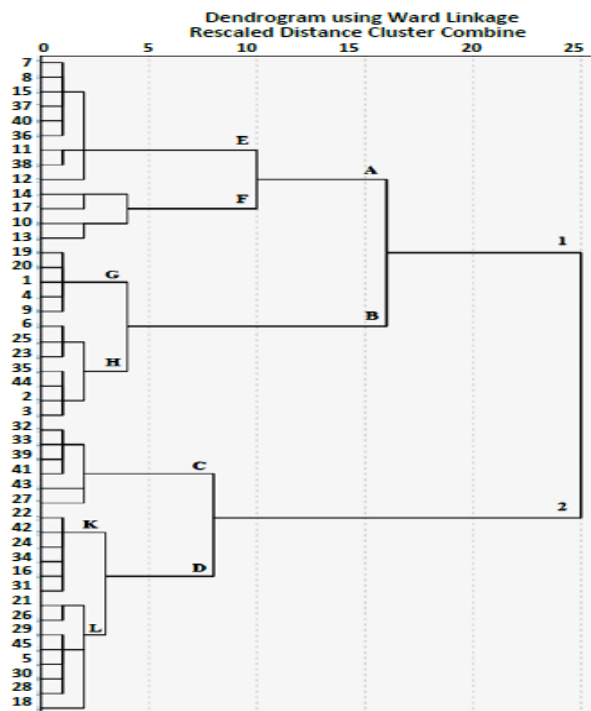 Dendrogram using Ward Linkage
Rescaled Distance Cluster Combine
0 5 10 15 20 25
7
8
15
37
40
36
11 E
38
12 A
14
17 F
10
13
19 1
20
1 G
4
9
6 B
25
23
35 H
44
2
3
32
33
39
41 C
43
27
22 2
42 K
24
34
16 D
31
21
26
29 L
45
5
30
28
18